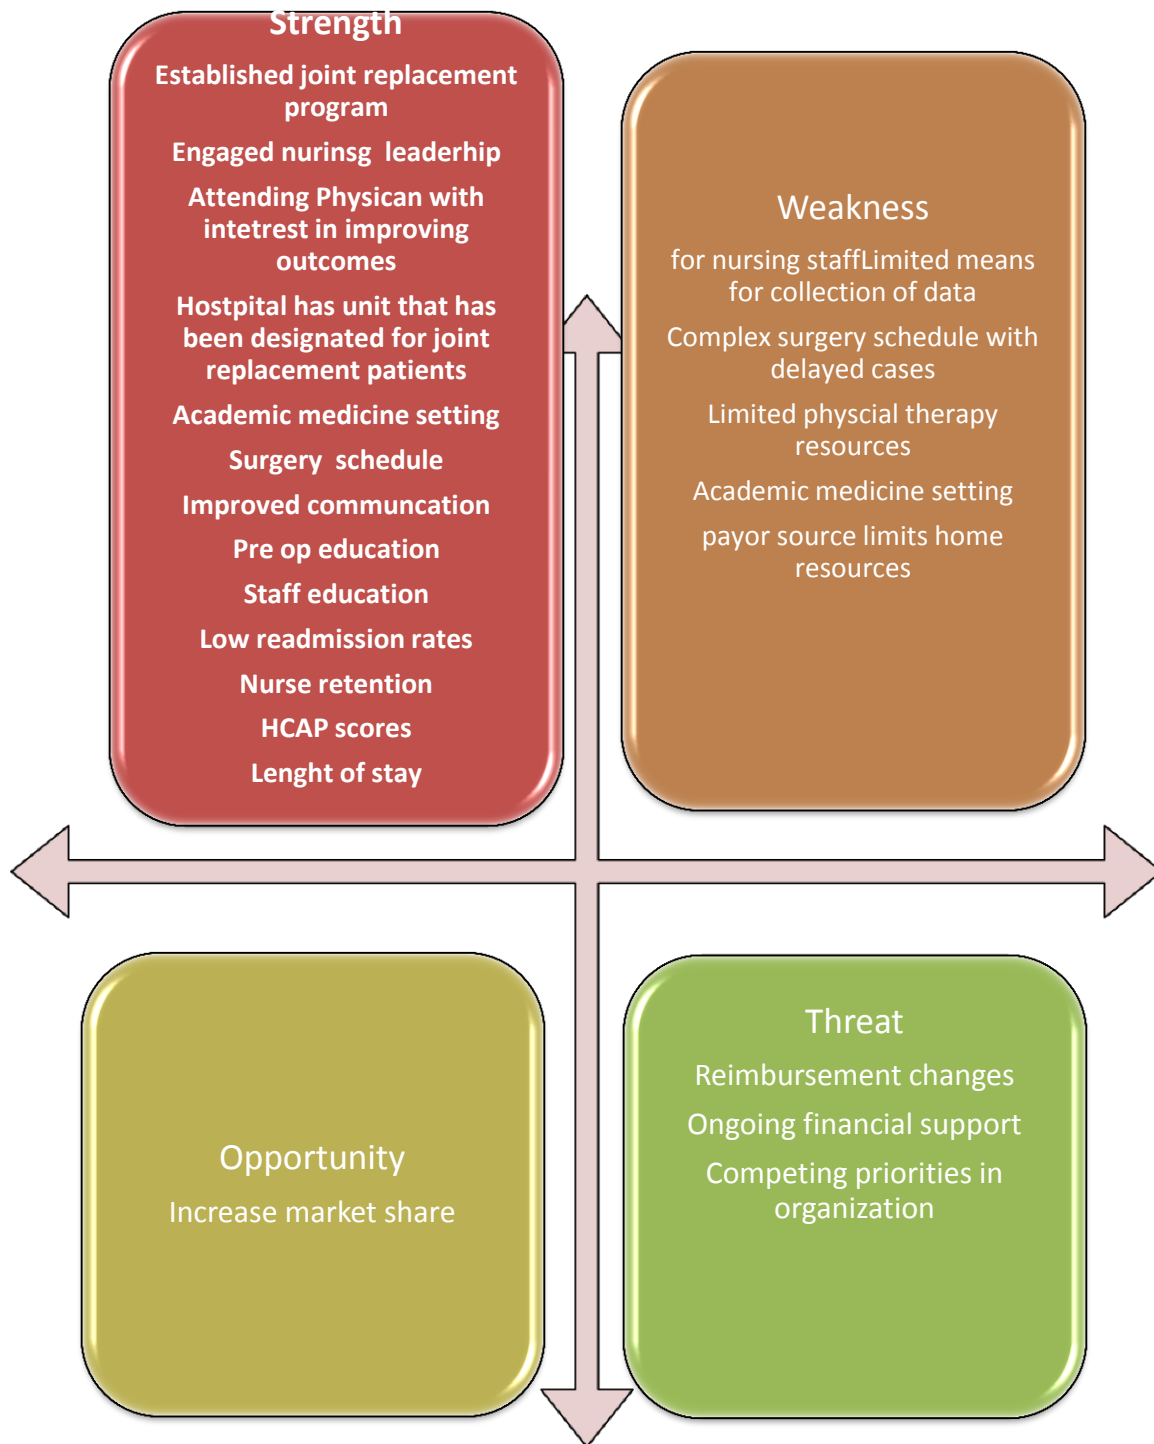 Strength
Established joint replacement
program
Engaged nurinsg  leaderhip
Attending Physican with
intetrest in improving
outcomes
Hostpital has unit that has
been designated for joint
replacement patients
Academic medicine setting
Surgery  schedule
Improved communcation
Pre op education
Staff education
Low readmission rates
Nurse retention
HCAP scores
Lenght of stay
Weakness
for nursing staffLimited means
for collection of data
Complex surgery schedule with
delayed cases
Limited physcial therapy
resources
Academic medicine setting
payor source limits home
resources
Opportunity
Increase market share
Threat
Reimbursement changes
Ongoing financial support
Competing priorities in
organization